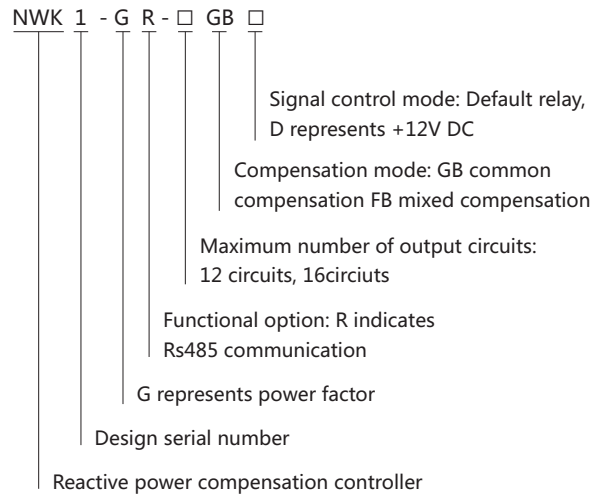 NWK 1 - G R - □ GB □
Signal control mode: Default relay,
D represents +12V DC
Compensation mode: GB common
compensation FB mixed compensation
Maximum number of output circuits:
12 circuits, 16circiuts
Functional option: R indicates
Rs485 communication
G represents power factor
Design serial number
Reactive power compensation controller